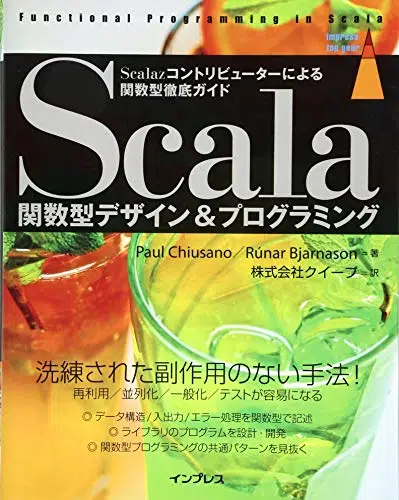 Functional Programming in Scala
impress
top gear
Scalazコントリビューターによる
関数型徹底ガイド
Scala
関数型デザイン&プログラミング
Paul Chiusano／Rúnar Bjarnason=著
株式会社クイープ=訳
洗練された副作用のない手法!
再利用／並列化／一般化／テストが容易になる
◎データ構造/入出力/エラー処理を関数型で記述
◎ライブラリのプログラムを設計・開発
◎関数型プログラミングの共通パターンを見抜く
インプレス